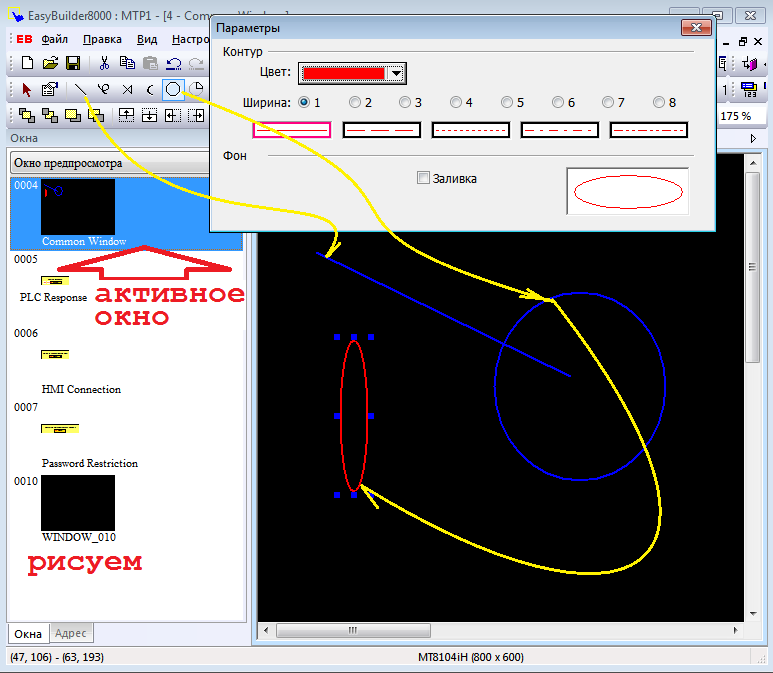 EasyBuilder8000 : MTP1 - [4 - Com
EB Файл Правка Вид Настро
Параметры
Контур
Цвет:
Ширина: 1 2 3 4 5 6 7 8
Фон
Заливка
175 %
Окна
Окно предпросмотра
0004
Common Window
0005
PLC Response
активное
окно
0006
HMI Connection
0007
Password Restriction
0010
WINDOW_010
рисуем
Окна Адрес
(47, 106) - (63, 193) MT8104iH (800 x 600)